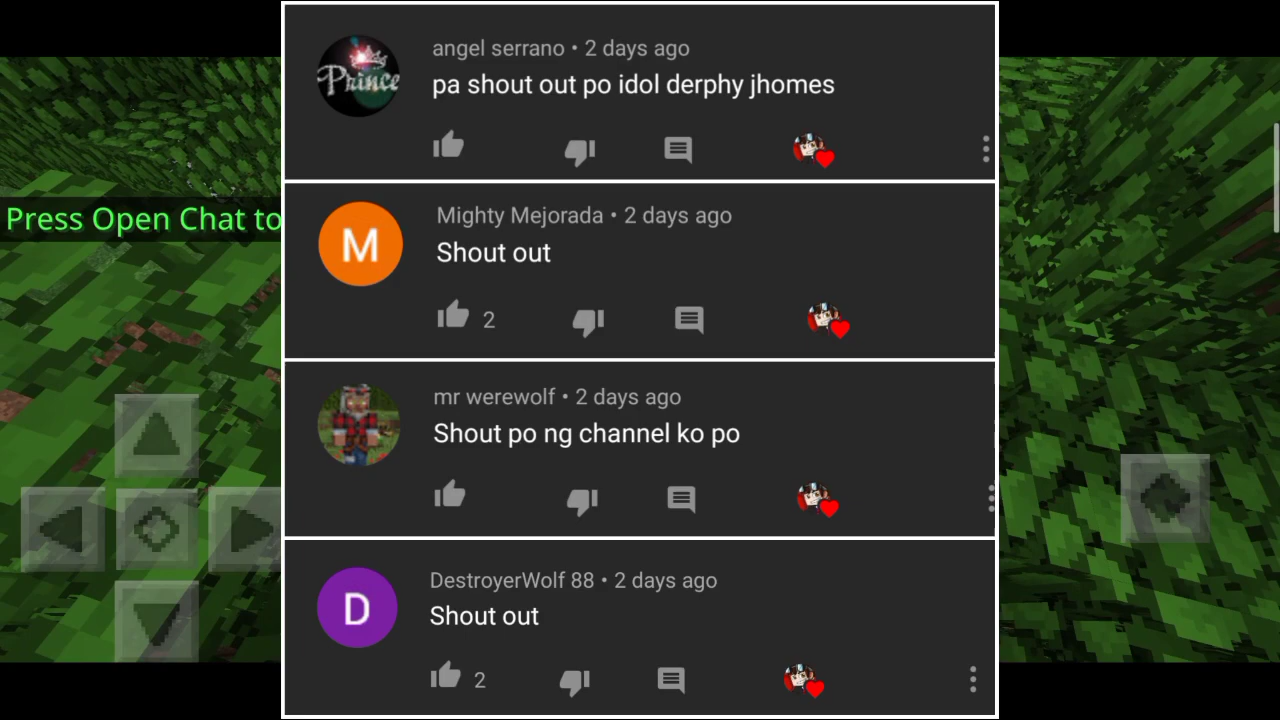 angel serrano • 2 days ago
Prince
pa shout out po idol derphy jhomes
Press Open Chat to
Mighty Mejorada • 2 days ago
M
Shout out
2
mr werewolf • 2 days ago
Shout po ng channel ko po
DestroyerWolf 88 • 2 days ago
D
Shout out
2